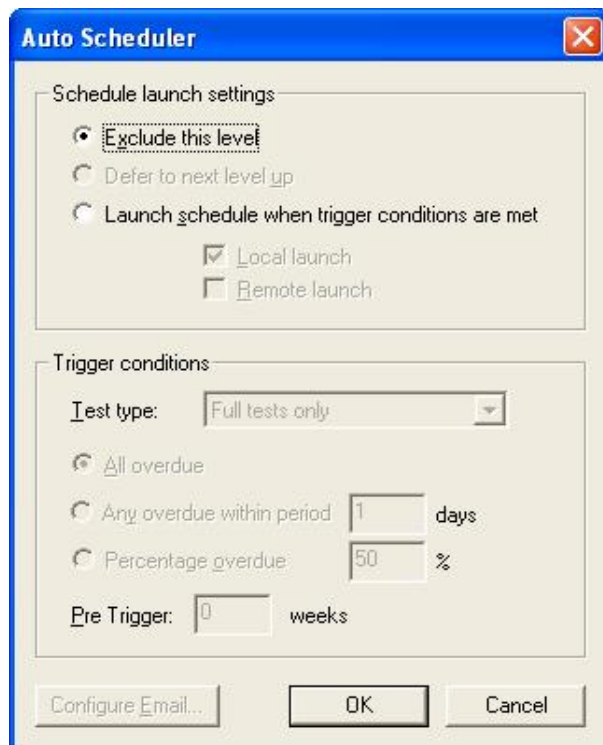 Auto Scheduler
Schedule launch settings
Exclude this level
Defer to next level up
Launch schedule when trigger conditions are met
Local launch
Remote launch
Trigger conditions
Test type: Full tests only
All overdue
Any overdue within period 1 days
Percentage overdue 50 %
Pre Trigger: 0 weeks
Configure Email... OK Cancel